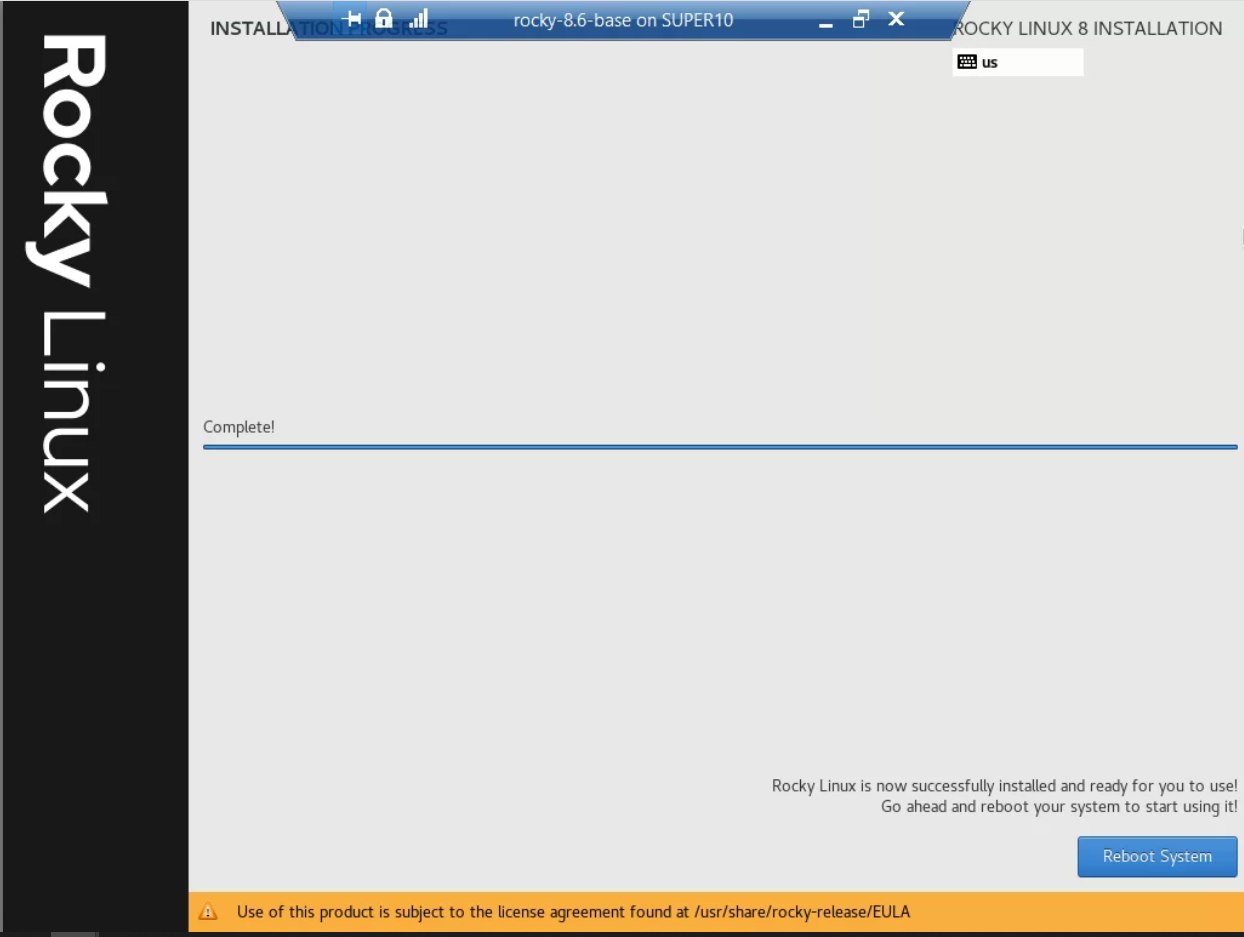 Rocky Linux
INSTALLATION PROGRESS
rocky-8.6-base on SUPER10
ROCKY LINUX 8 INSTALLATION
us
Complete!
Rocky Linux is now successfully installed and ready for you to use!
Go ahead and reboot your system to start using it!
Reboot System
Use of this product is subject to the license agreement found at /usr/share/rocky-release/EULA